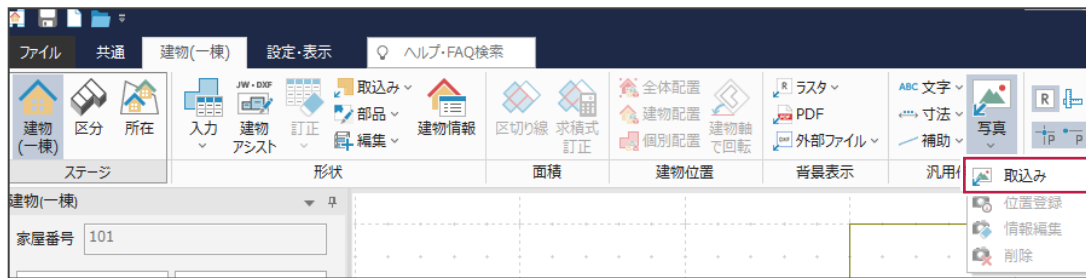 ファイル 共通 建物(一棟) 設定・表示 ヘルプ・FAQ検索
建物
(一棟)
区分
所在
ステージ
入力
JW・DXF
建物
アシスト
訂正
取込み
部品
編集
建物情報
形状
区切り線
求積式
訂正
面積
全体配置
建物配置
個別配置
建物軸
で回転
建物位置
R ラスタ
PDF
DXF 外部ファイル
背景表示
ABC 文字
寸法
補助
写真
汎用
R
P P
取込み
位置登録
情報編集
削除
建物(一棟)
家屋番号 101